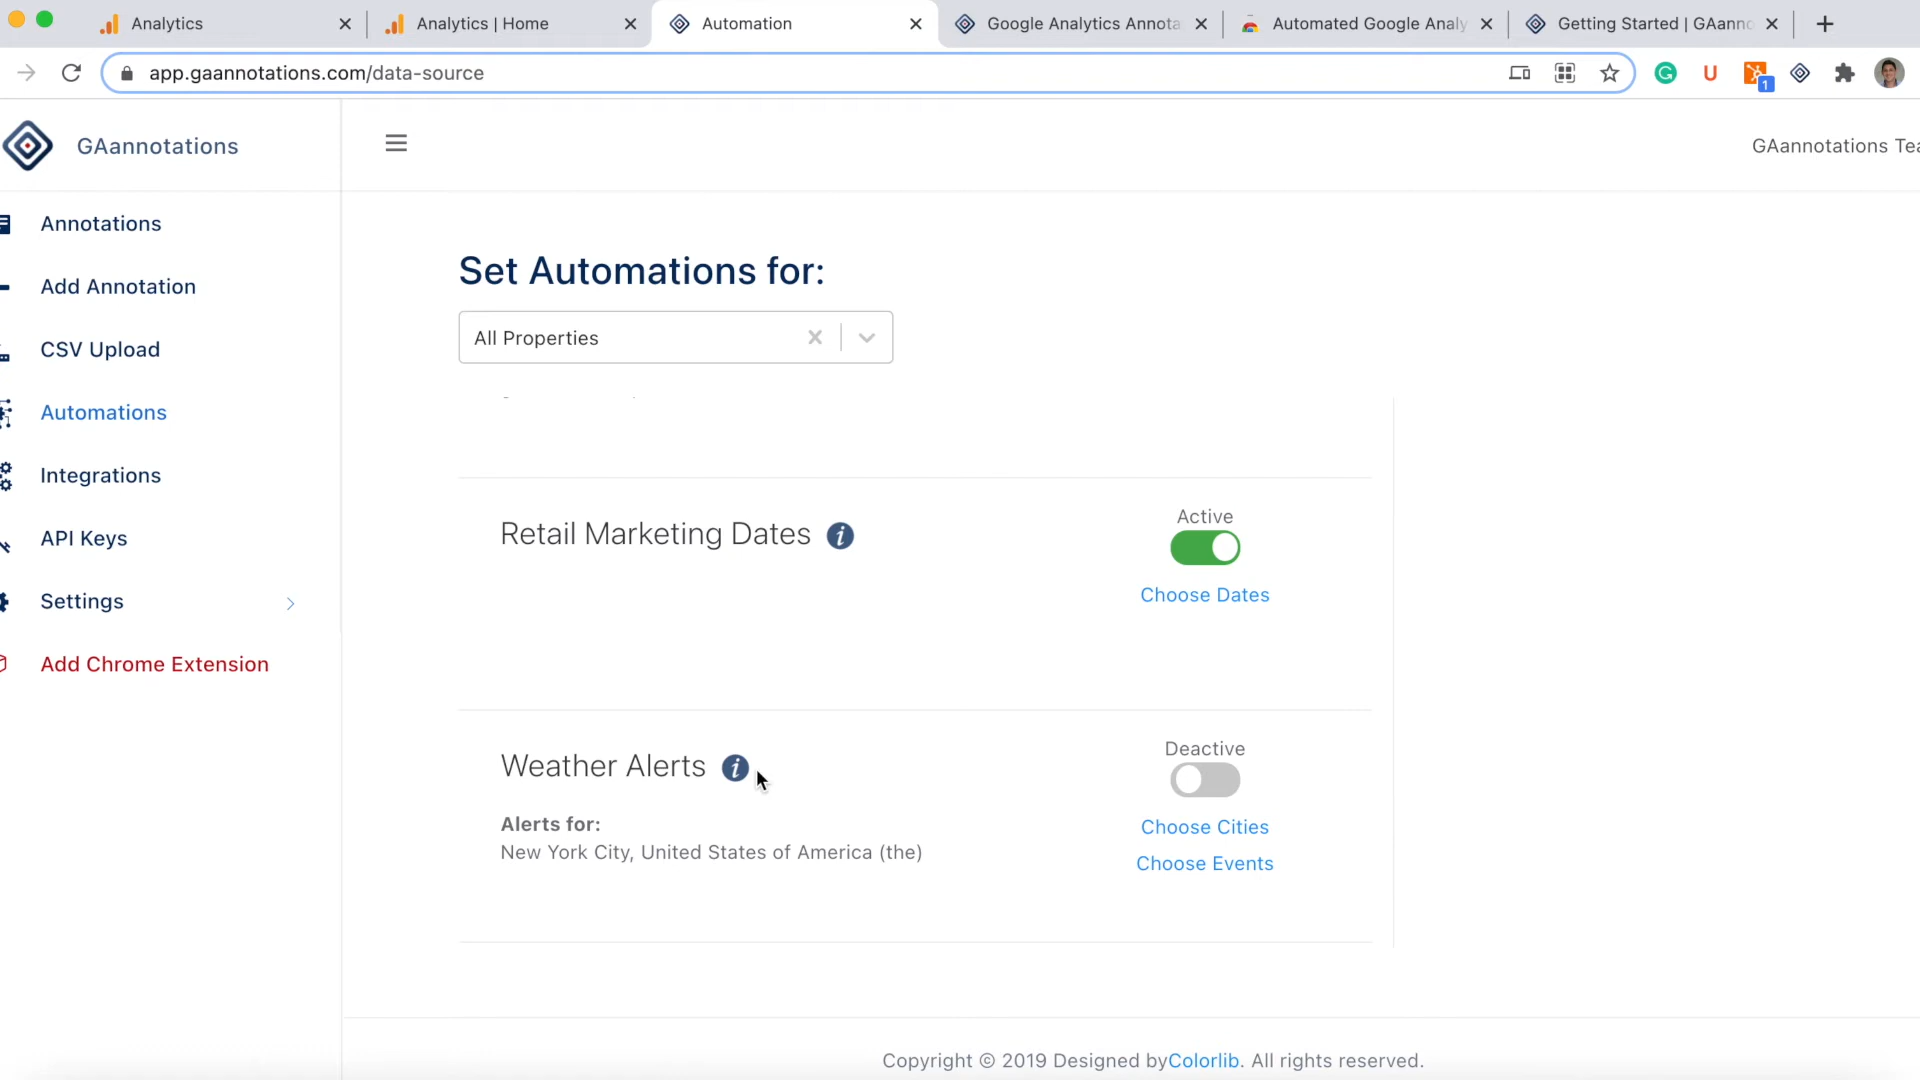 Analytics
Analytics | Home
Automation
Google Analytics Annota
Automated Google Analy
Getting Started | GAanno
app.gaannotations.com/data-source
U
1
GAannotations
GAannotations Tea
Annotations
Add Annotation
CSV Upload
Automations
Integrations
API Keys
Settings
Add Chrome Extension
Set Automations for:
All Properties
Retail Marketing Dates
Active
Choose Dates
Weather Alerts
Deactive
Alerts for:
New York City, United States of America (the)
Choose Cities
Choose Events
Copyright © 2019 Designed byColorlib. All rights reserved.